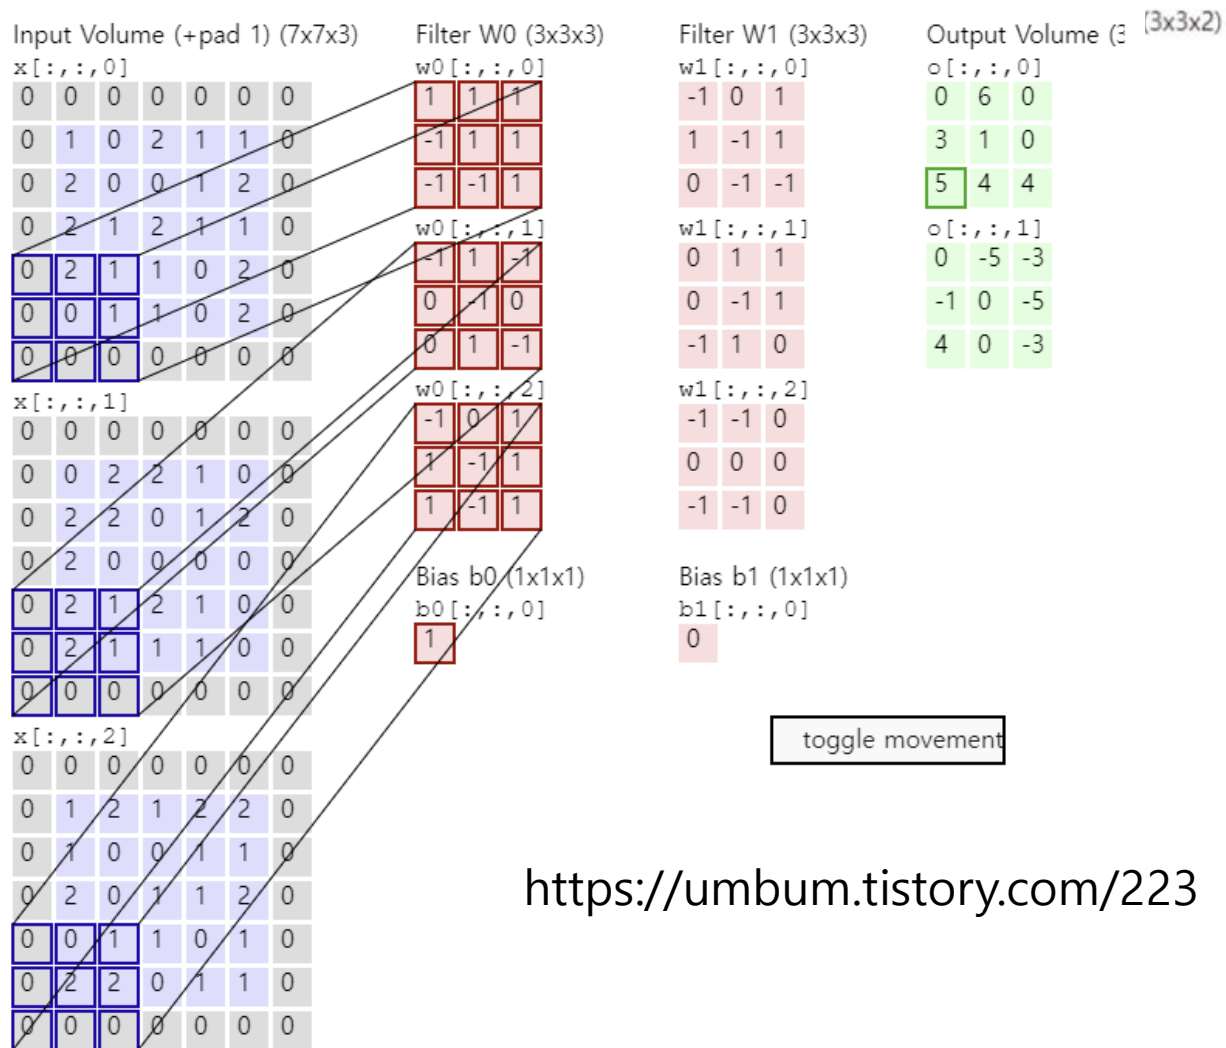 Input Volume (+pad 1) (7x7x3)
x[:,:,0]
0 0 0 0 0 0 0
0 1 0 2 1 1 0
0 2 0 0 1 2 0
0 2 1 2 1 1 0
0 2 1 1 0 2 0
0 0 1 1 0 2 0
0 0 0 0 0 0 0
x[:,:,1]
0 0 0 0 0 0 0
0 0 2 2 1 0 0
0 2 2 0 1 2 0
0 2 0 0 0 0 0
0 2 1 2 1 0 0
0 2 1 1 1 0 0
0 0 0 0 0 0 0
x[:,:,2]
0 0 0 0 0 0 0
0 1 2 1 2 2 0
0 1 0 0 1 1 0
0 2 0 1 1 2 0
0 0 1 1 0 1 0
0 2 2 0 1 1 0
0 0 0 0 0 0 0
Filter W0 (3x3x3)
w0[:,:,0]
1 1 1
-1 1 1
-1 -1 1
w0[:,:,1]
-1 1 -1
0 -1 0
0 1 -1
w0[:,:,2]
-1 0 1
1 -1 1
1 -1 1
Bias b0 (1x1x1)
b0[:,:,0]
1
Filter W1 (3x3x3)
w1[:,:,0]
-1 0 1
1 -1 1
0 -1 -1
w1[:,:,1]
0 1 1
0 -1 1
-1 1 0
w1[:,:,2]
-1 -1 0
0 0 0
-1 -1 0
Bias b1 (1x1x1)
b1[:,:,0]
0
Output Volume (3 (3x3x2)
o[:,:,0]
0 6 0
3 1 0
5 4 4
o[:,:,1]
0 -5 -3
-1 0 -5
4 0 -3
toggle movement
https://umbum.tistory.com/223